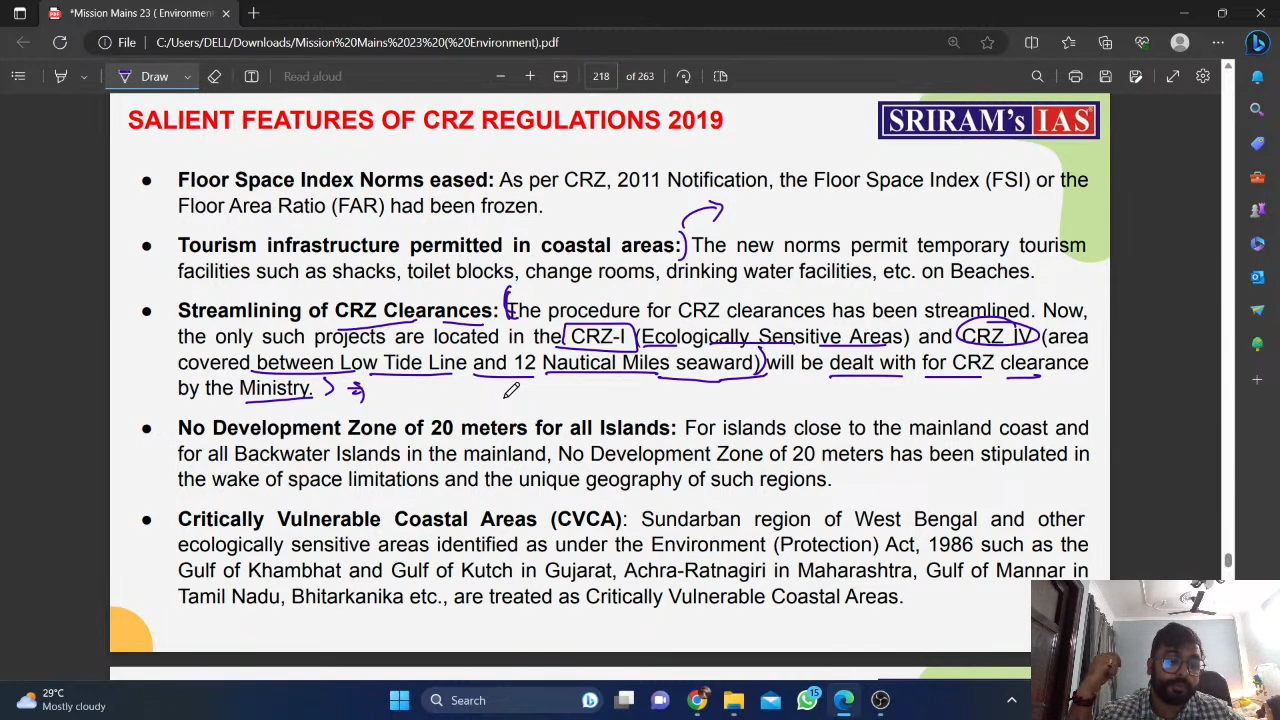 *Mission Mains 23 ( Environment
File
C:/Users/DELL/Downloads/Mission%20Mains%202023%20(%20Environment).pdf
Draw
Read aloud
218 of 263
SALIENT FEATURES OF CRZ REGULATIONS 2019
SRIRAM's IAS
● Floor Space Index Norms eased: As per CRZ, 2011 Notification, the Floor Space Index (FSI) or the
Floor Area Ratio (FAR) had been frozen.
● Tourism infrastructure permitted in coastal areas: The new norms permit temporary tourism
facilities such as shacks, toilet blocks, change rooms, drinking water facilities, etc. on Beaches.
● Streamlining of CRZ Clearances: The procedure for CRZ clearances has been streamlined. Now,
the only such projects are located in the CRZ-I (Ecologically Sensitive Areas) and CRZ IV (area
covered between Low Tide Line and 12 Nautical Miles seaward) will be dealt with for CRZ clearance
by the Ministry.
● No Development Zone of 20 meters for all Islands: For islands close to the mainland coast and
for all Backwater Islands in the mainland, No Development Zone of 20 meters has been stipulated in
the wake of space limitations and the unique geography of such regions.
● Critically Vulnerable Coastal Areas (CVCA): Sundarban region of West Bengal and other
ecologically sensitive areas identified as under the Environment (Protection) Act, 1986 such as the
Gulf of Khambhat and Gulf of Kutch in Gujarat, Achra-Ratnagiri in Maharashtra, Gulf of Mannar in
Tamil Nadu, Bhitarkanika etc., are treated as Critically Vulnerable Coastal Areas.
29°C
Mostly cloudy
Search
15